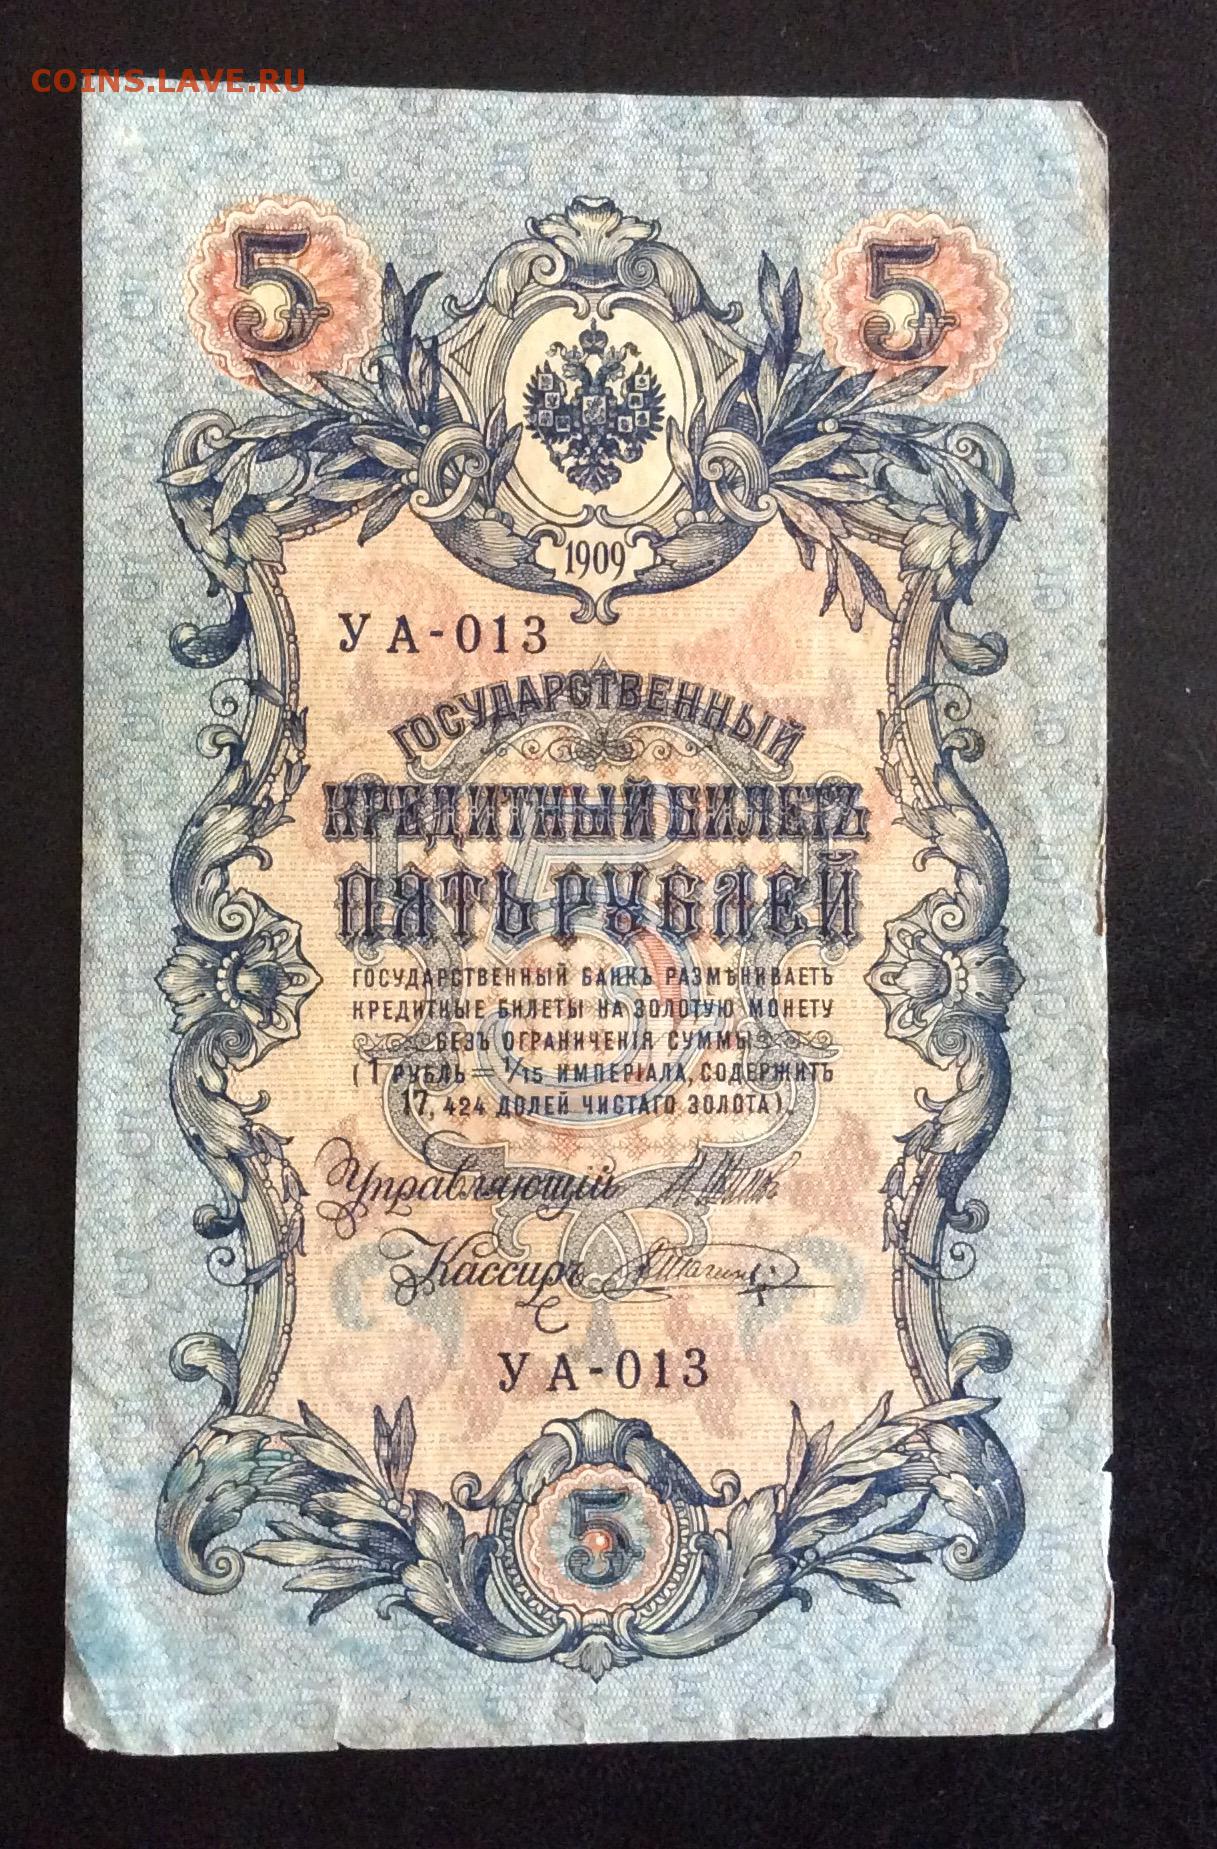 COINS.LAVE.RU
5 5
1909
УА-013
ГОСУДАРСТВЕННЫЙ
КРЕДИТНЫЙ БИЛЕТЪ
ПЯТЬ РУБЛЕЙ
ГОСУДАРСТВЕННЫЙ БАНКЪ РАЗМѢНИВАЕТЪ
КРЕДИТНЫЕ БИЛЕТЫ НА ЗОЛОТУЮ МОНЕТУ
БЕЗЪ ОГРАНИЧЕНІЯ СУММЫ
(1 РУБЛЬ = 1/15 ИМПЕРІАЛА, СОДЕРЖИТЪ
17,424 ДОЛЕЙ ЧИСТАГО ЗОЛОТА).
Управляющій
Кассиръ
УА-013
5